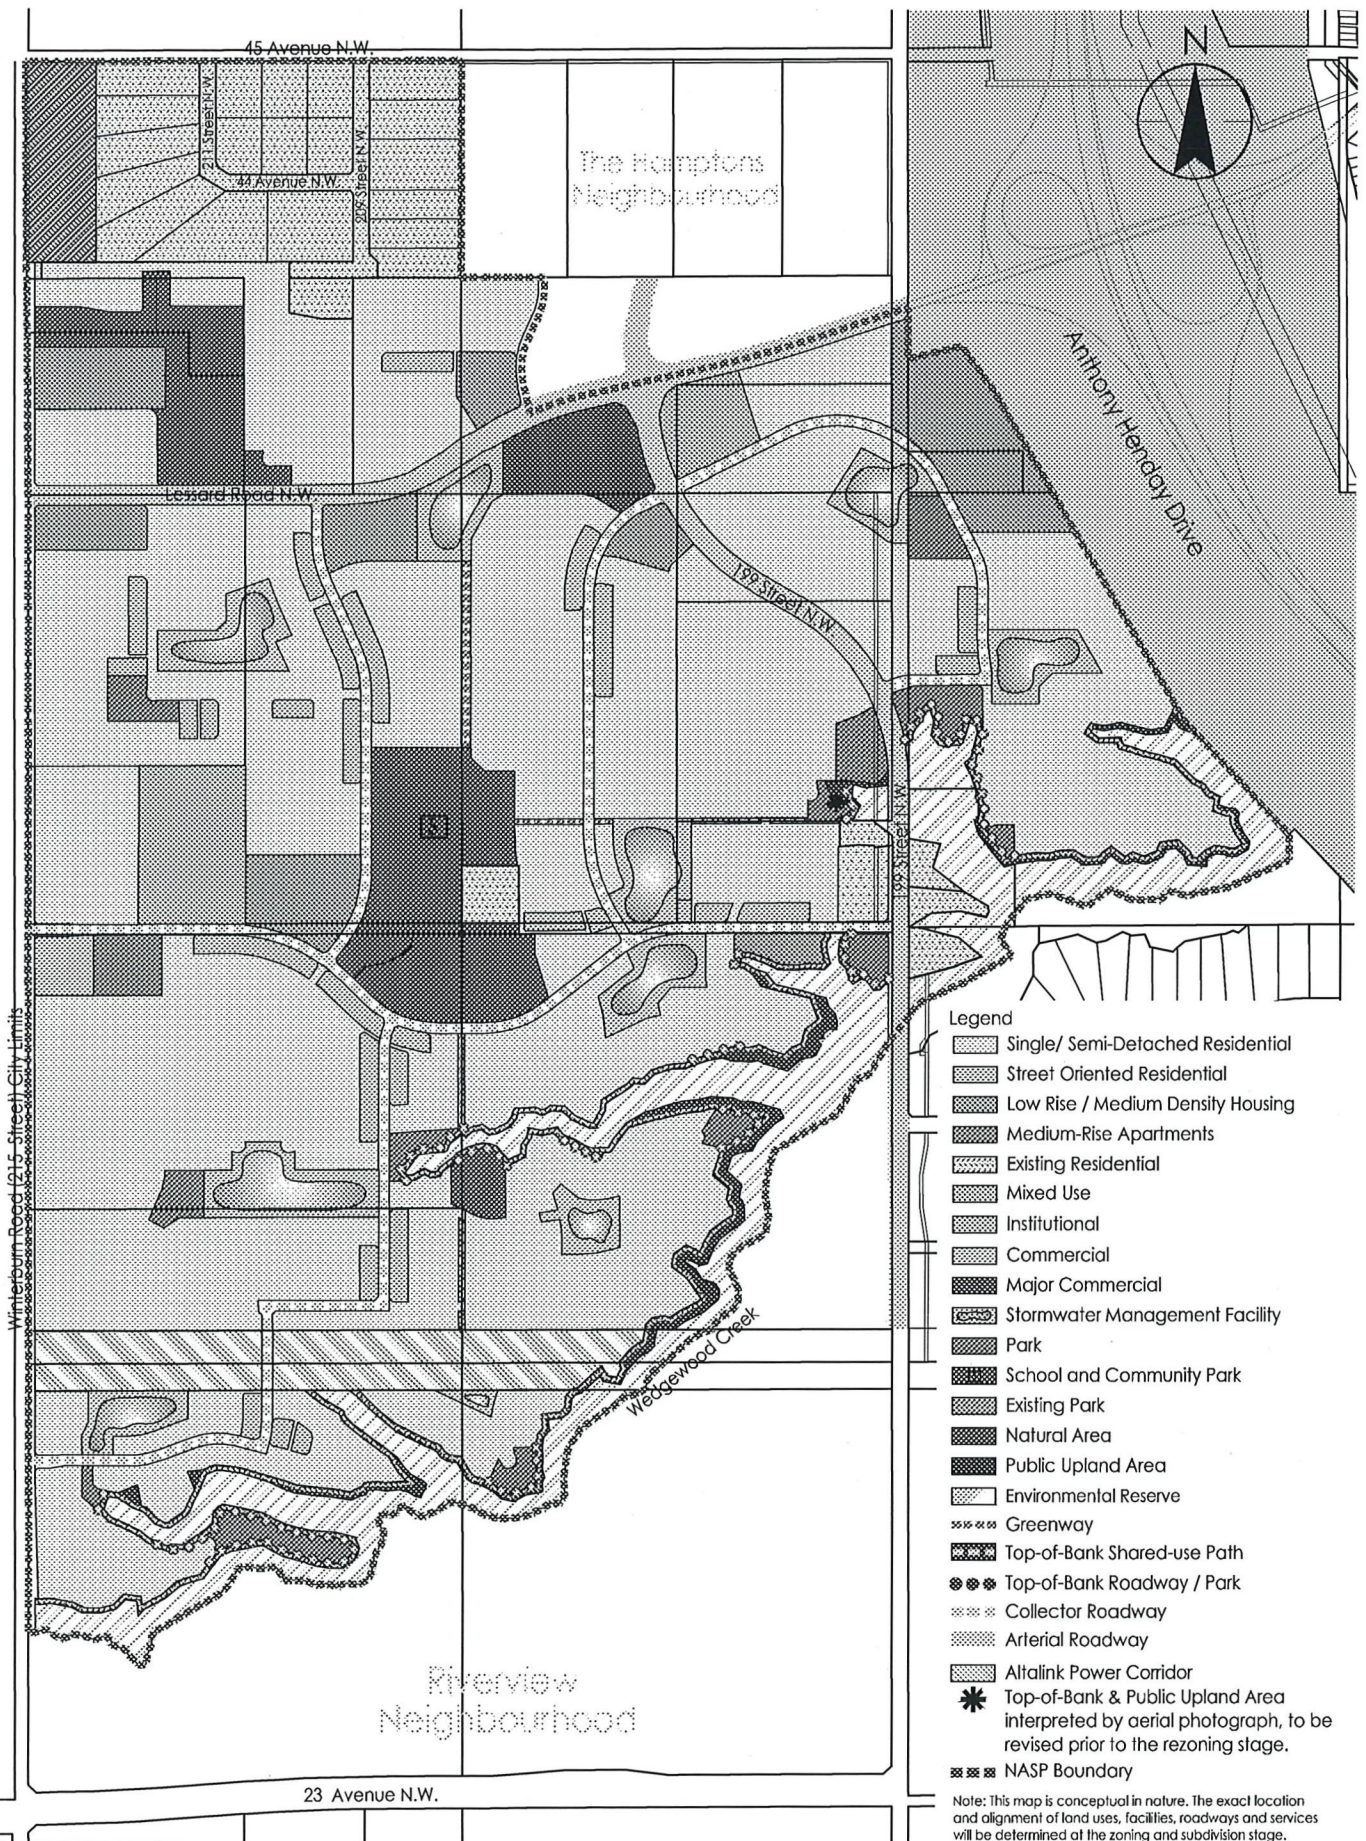 45 Avenue N.W.
N
211 Street N.W.
44 Avenue N.W.
209 Street N.W.
The Hamptons
Neighbourhood
Anthony Henday Drive
Lessard Road N.W.
199 Street N.W.
S
199 Street N.W.
Winterburn Road (215 Street) City Limits
Wedgewood Creek
Legend
Single/ Semi-Detached Residential
Street Oriented Residential
Low Rise / Medium Density Housing
Medium-Rise Apartments
Existing Residential
Mixed Use
Institutional
Commercial
Major Commercial
Stormwater Management Facility
Park
School and Community Park
Existing Park
Natural Area
Public Upland Area
Environmental Reserve
Greenway
Top-of-Bank Shared-use Path
Top-of-Bank Roadway / Park
Collector Roadway
Arterial Roadway
Altalink Power Corridor
Top-of-Bank & Public Upland Area
interpreted by aerial photograph, to be
revised prior to the rezoning stage.
NASP Boundary
Riverview
Neighbourhood
23 Avenue N.W.
Note: This map is conceptual in nature. The exact location
and alignment of land uses, facilities, roadways and services
will be determined at the zoning and subdivision stage.